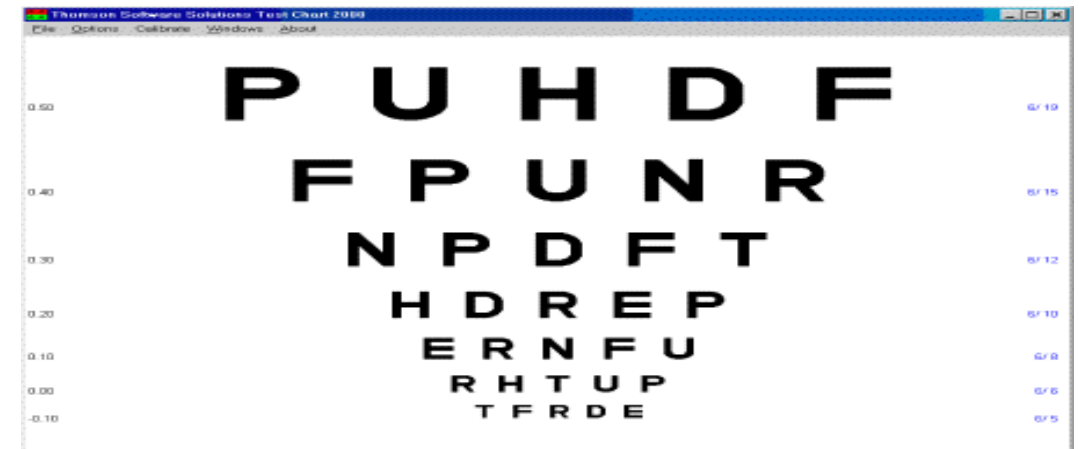 Thomson Software Solutions Test Chart 2000
File Options Calibrate Windows About
0.50 P U H D F 6/ 19
0.40 F P U N R 6/ 15
0.30 N P D F T 6/ 12
0.20 H D R E P 6/ 10
0.10 E R N F U 6/ 8
0.00 R H T U P 6/ 6
-0.10 T F R D E 6/ 5